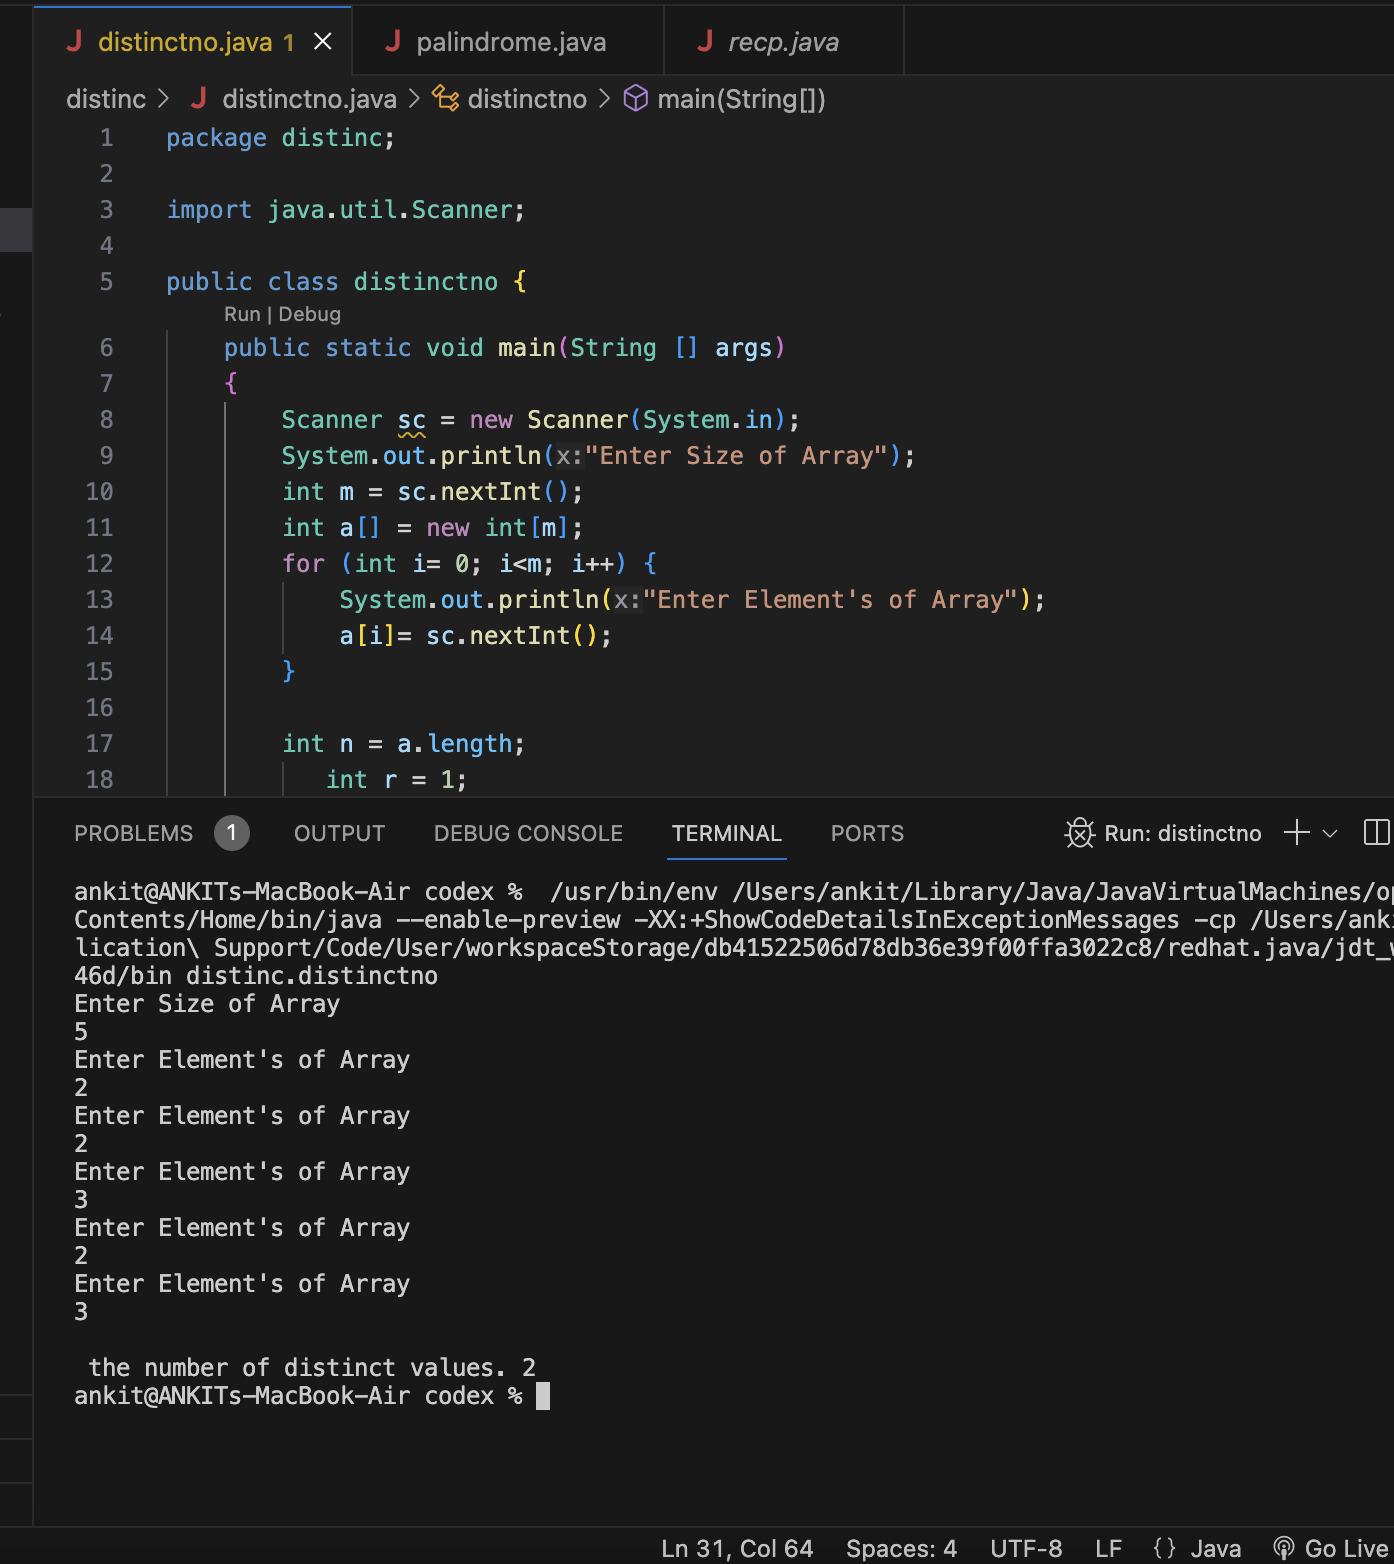 distinctno.java 1
palindrome.java
recp.java
distinc > distinctno.java > distinctno > main(String[])
1 package distinc;
2
3 import java.util.Scanner;
4
5 public class distinctno {
Run | Debug
6 public static void main(String [] args)
7 {
8 Scanner sc = new Scanner(System.in);
9 System.out.println(x:"Enter Size of Array");
10 int m = sc.nextInt();
11 int a[] = new int[m];
12 for (int i= 0; i<m; i++) {
13 System.out.println(x:"Enter Element's of Array");
14 a[i]= sc.nextInt();
15 }
16
17 int n = a.length;
18 int r = 1;
PROBLEMS 1 OUTPUT DEBUG CONSOLE TERMINAL PORTS Run: distinctno
ankit@ANKITs-MacBook-Air codex % /usr/bin/env /Users/ankit/Library/Java/JavaVirtualMachines/op
Contents/Home/bin/java --enable-preview -XX:+ShowCodeDetailsInExceptionMessages -cp /Users/anki
lication\ Support/Code/User/workspaceStorage/db41522506d78db36e39f00ffa3022c8/redhat.java/jdt_w
46d/bin distinc.distinctno
Enter Size of Array
5
Enter Element's of Array
2
Enter Element's of Array
2
Enter Element's of Array
3
Enter Element's of Array
2
Enter Element's of Array
3
the number of distinct values. 2
ankit@ANKITs-MacBook-Air codex %
Ln 31, Col 64 Spaces: 4 UTF-8 LF {} Java Go Live